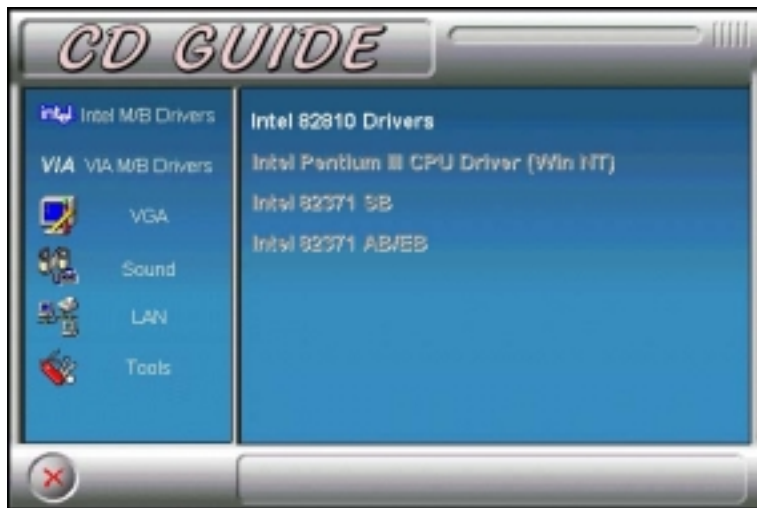 CD GUIDE
intel Intel M/B Drivers
VIA VIA M/B Drivers
VGA
Sound
LAN
Tools
Intel 82810 Drivers
Intel Pentium III CPU Driver (Win NT)
Intel 82371 SB
Intel 82371 AB/EB